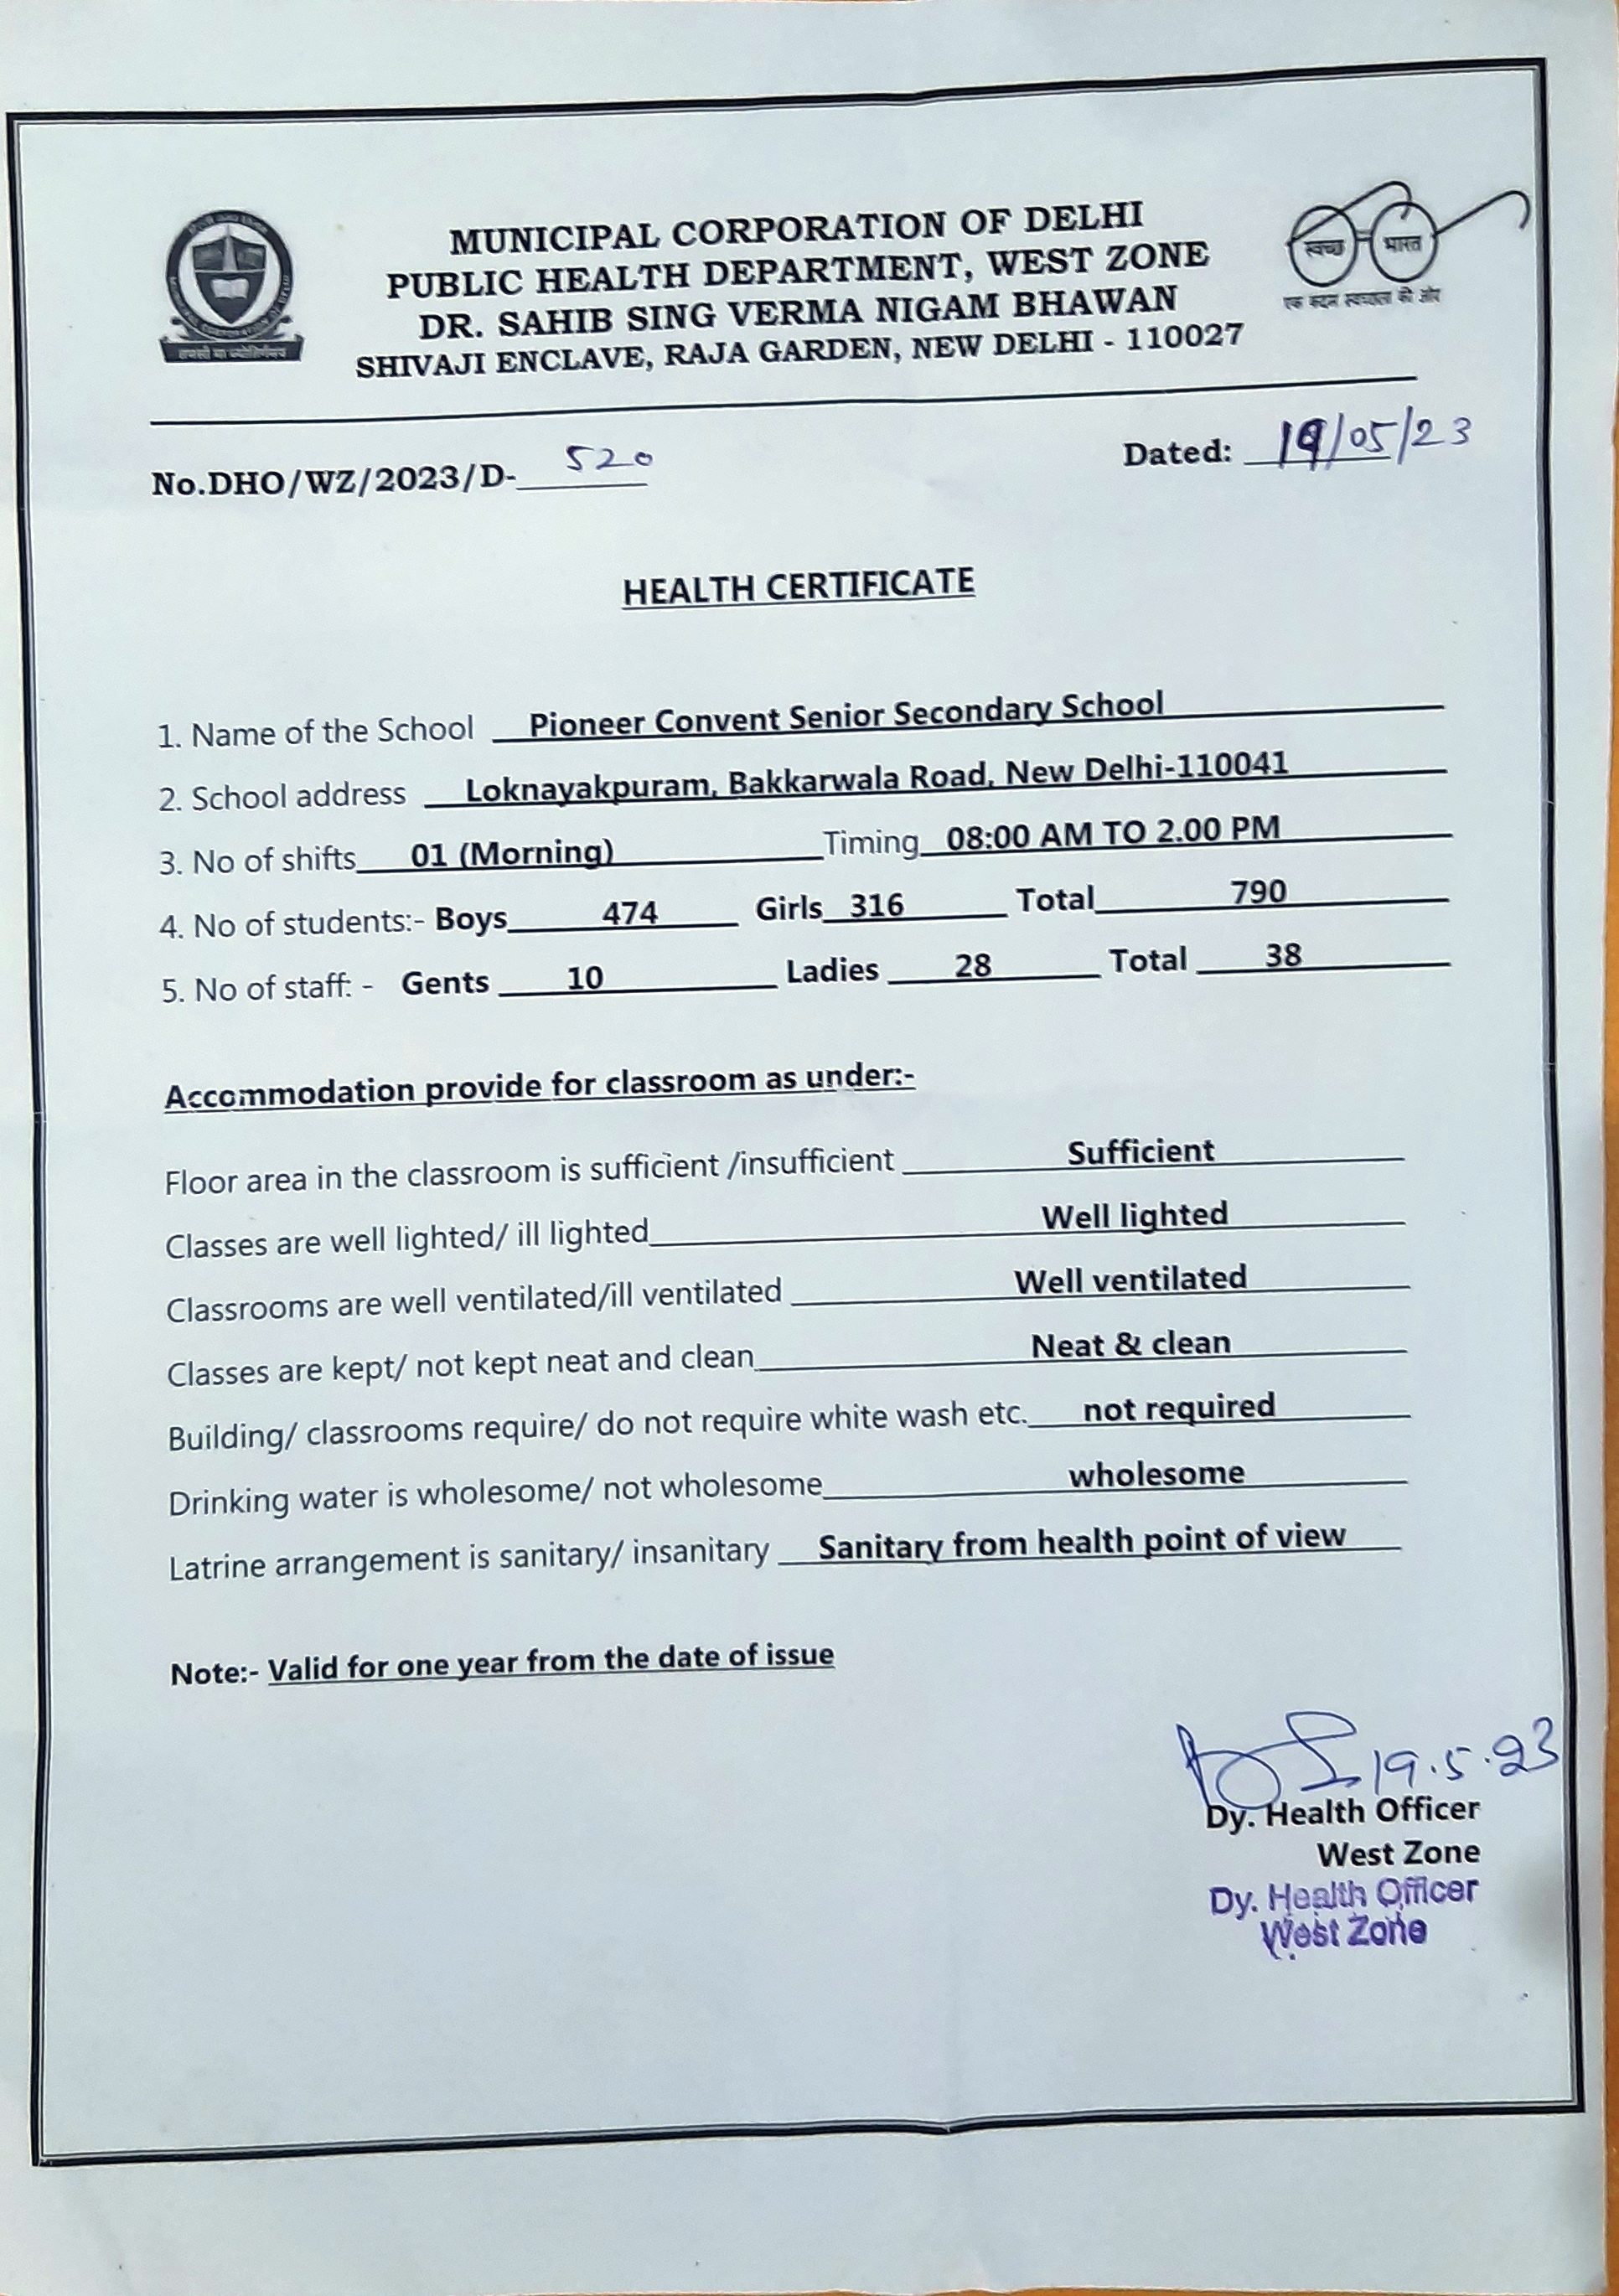 MUNICIPAL CORPORATION OF DELHI
PUBLIC HEALTH DEPARTMENT, WEST ZONE
DR. SAHIB SING VERMA NIGAM BHAWAN
SHIVAJI ENCLAVE, RAJA GARDEN, NEW DELHI - 110027
स्वच्छ भारत
एक कदम स्वच्छता की ओर
No.DHO/WZ/2023/D- 520 Dated: 19/05/23
HEALTH CERTIFICATE
1. Name of the School Pioneer Convent Senior Secondary School
2. School address Loknayakpuram, Bakkarwala Road, New Delhi-110041
3. No of shifts 01 (Morning) Timing 08:00 AM TO 2.00 PM
4. No of students:- Boys 474 Girls 316 Total 790
5. No of staff: - Gents 10 Ladies 28 Total 38
Accommodation provide for classroom as under:-
Floor area in the classroom is sufficient /insufficient Sufficient
Classes are well lighted/ ill lighted Well lighted
Classrooms are well ventilated/ill ventilated Well ventilated
Classes are kept/ not kept neat and clean Neat & clean
Building/ classrooms require/ do not require white wash etc. not required
Drinking water is wholesome/ not wholesome wholesome
Latrine arrangement is sanitary/ insanitary Sanitary from health point of view
Note:- Valid for one year from the date of issue
19.5.23
Dy. Health Officer
West Zone
Dy. Health Officer
West Zone